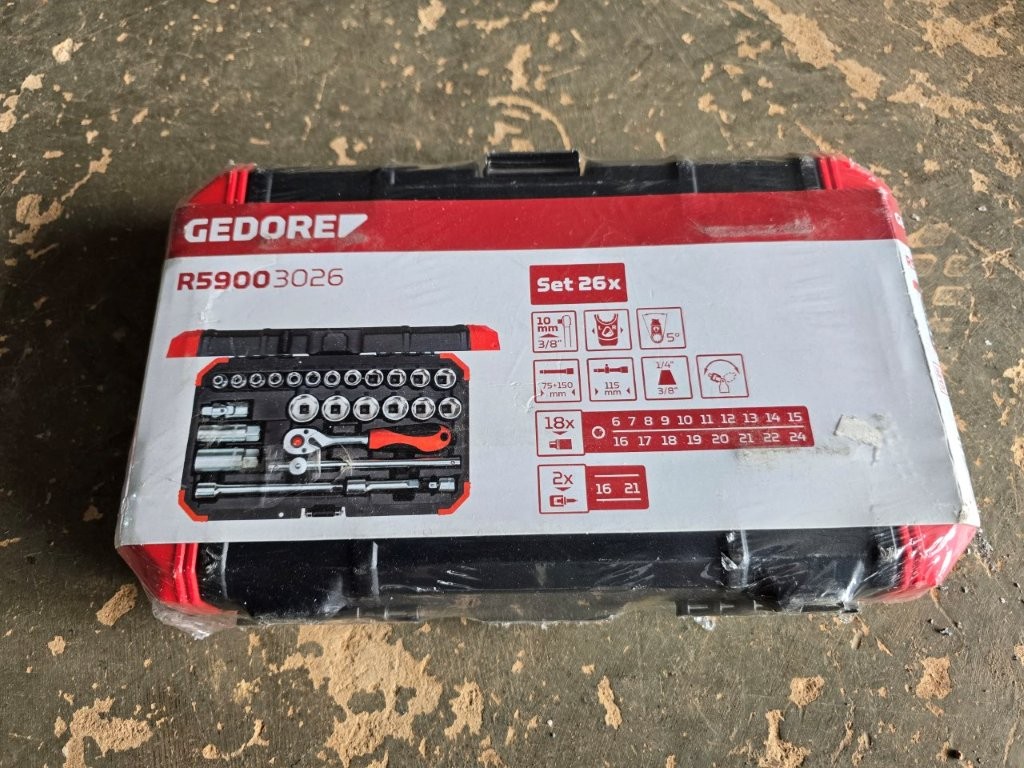 GEDORE
R59003026
Set 26x
10
mm
3/8"
5°
75+150
mm
115
mm
1/4"
3/8"
18x
6 7 8 9 10 11 12 13 14 15
16 17 18 19 20 21 22 24
2x
16 21